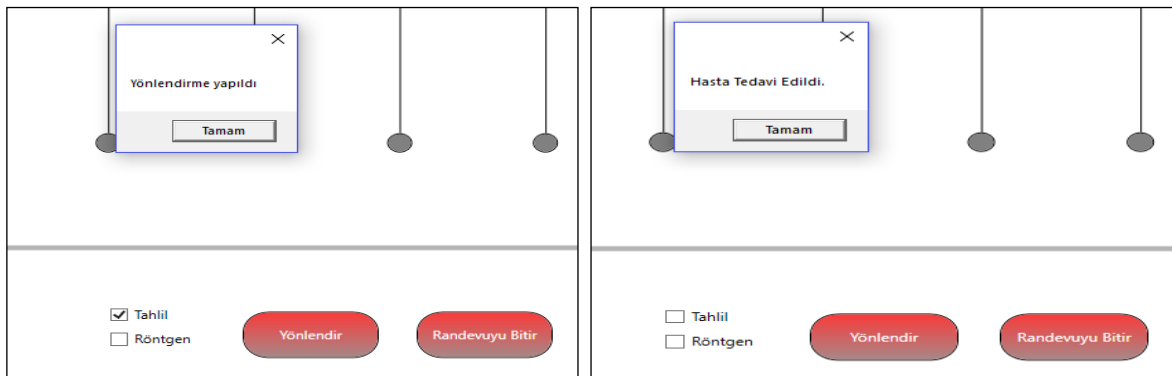 Yönlendirme yapıldı
Tamam
Tahlil
Röntgen
Yönlendir
Randevuyu Bitir
Hasta Tedavi Edildi.
Tamam
Tahlil
Röntgen
Yönlendir
Randevuyu Bitir